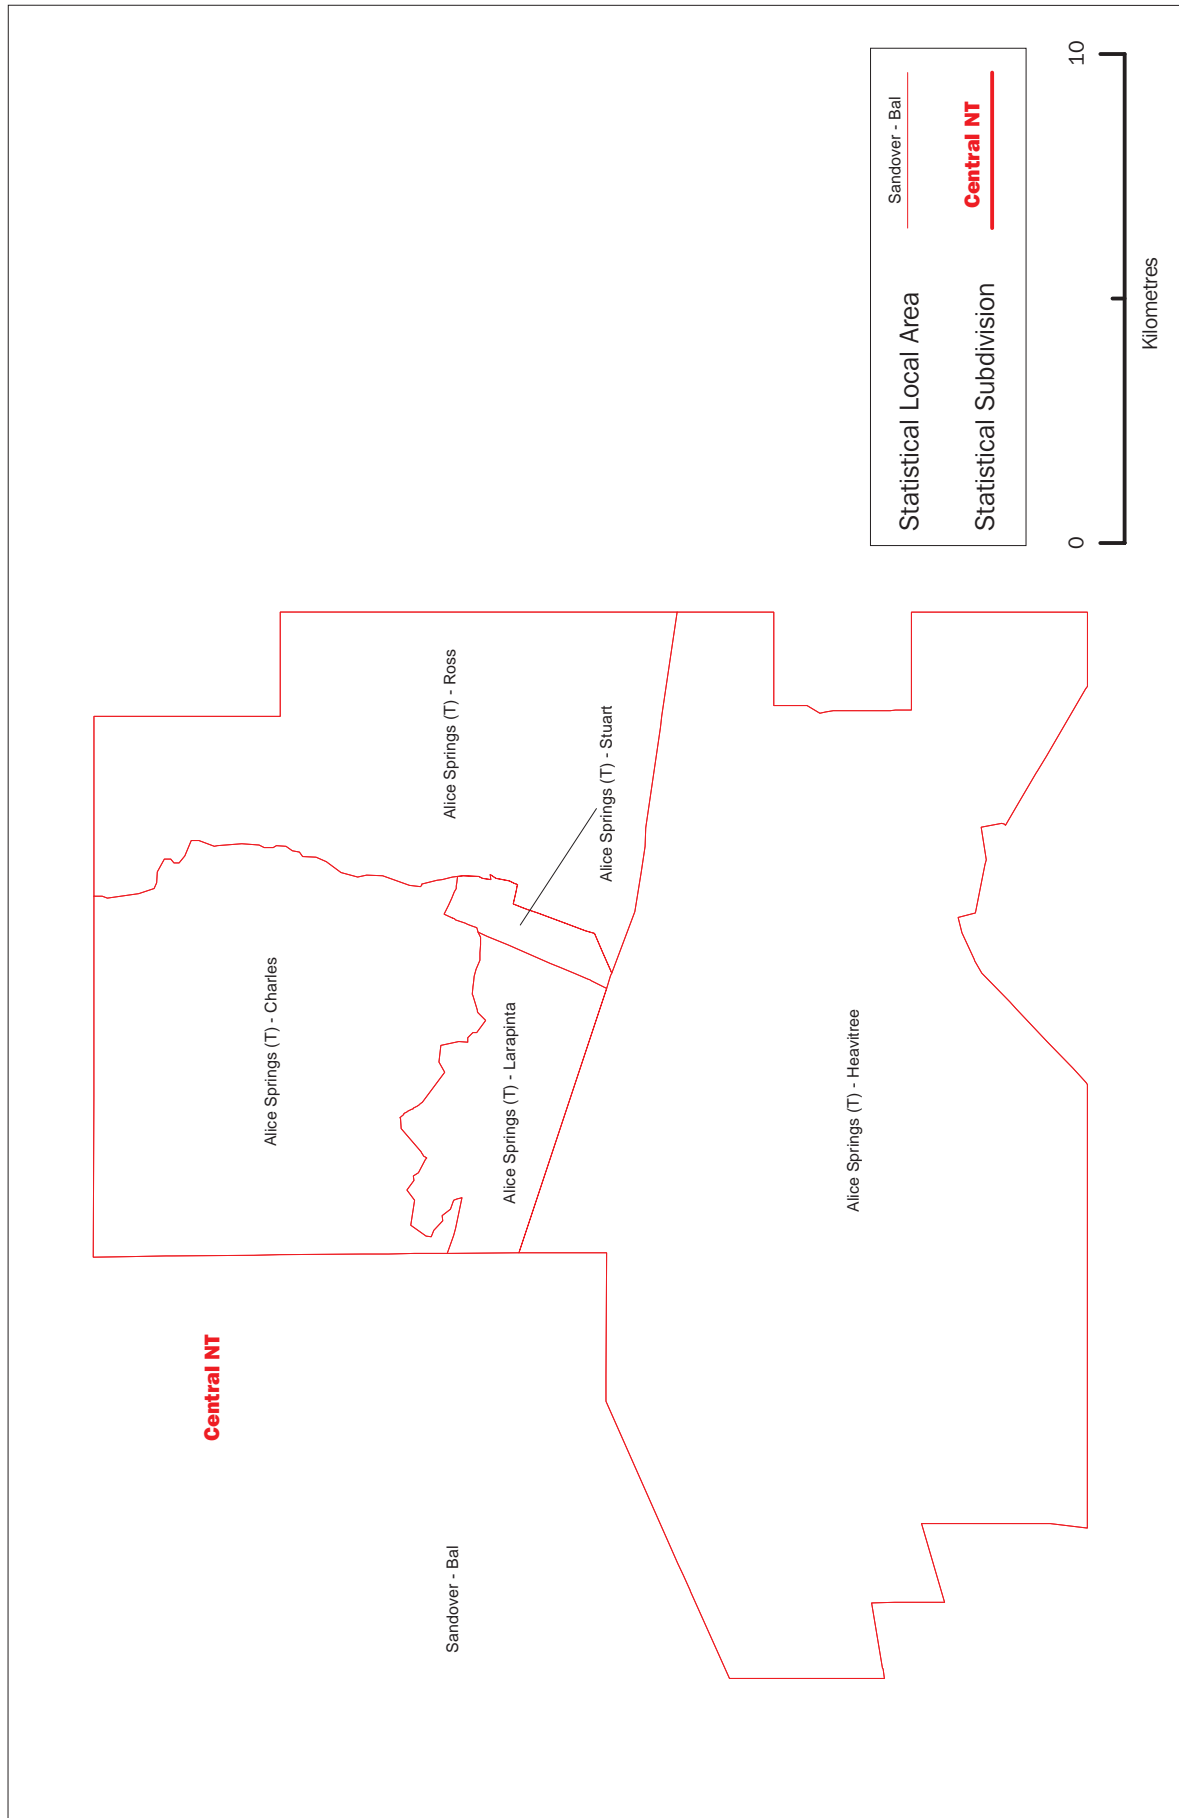 Central NT
Sandover - Bal
Alice Springs (T) - Charles
Alice Springs (T) - Ross
Alice Springs (T) - Larapinta
Alice Springs (T) - Stuart
Alice Springs (T) - Heavitree
Statistical Local Area
Sandover - Bal
Statistical Subdivision
Central NT
0
10
Kilometres